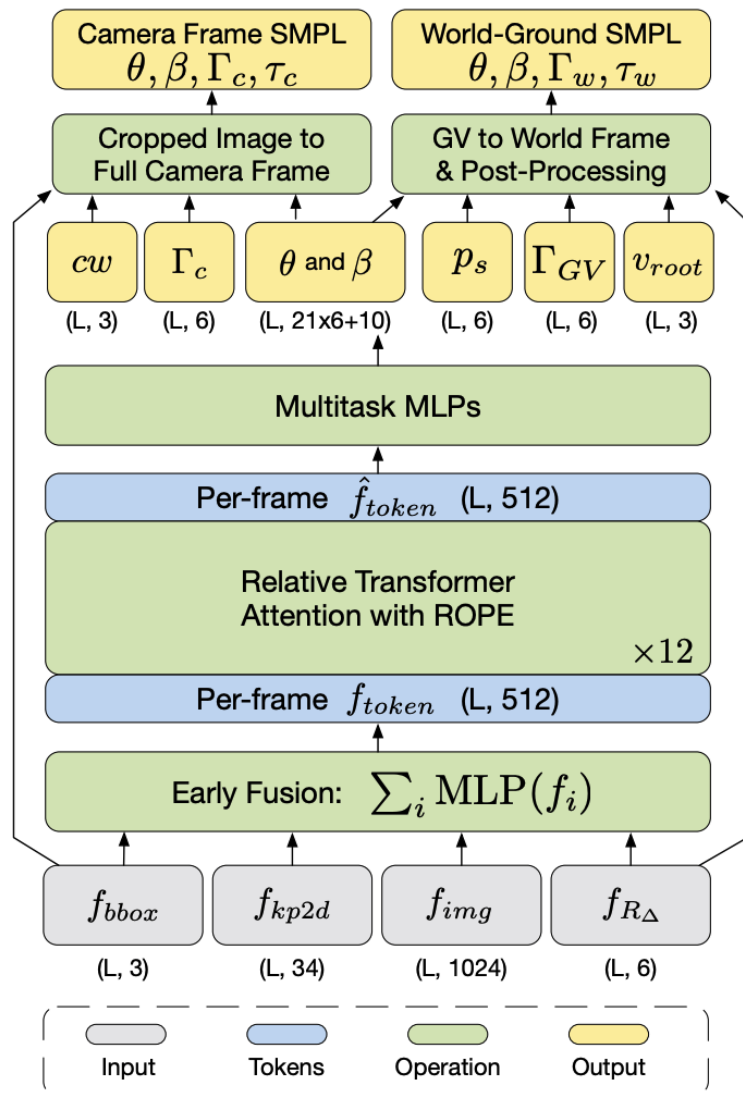 Camera Frame SMPL
θ, β, Γ_c, τ_c
World-Ground SMPL
θ, β, Γ_w, τ_w
Cropped Image to
Full Camera Frame
GV to World Frame
& Post-Processing
cw
Γ_c
θ and β
p_s
Γ_GV
v_root
(L, 3)
(L, 6)
(L, 21x6+10)
(L, 6)
(L, 6)
(L, 3)
Multitask MLPs
Per-frame f̂_token (L, 512)
Relative Transformer
Attention with ROPE
×12
Per-frame f_token (L, 512)
Early Fusion: ∑_i MLP(f_i)
f_bbox
f_kp2d
f_img
f_R_Δ
(L, 3)
(L, 34)
(L, 1024)
(L, 6)
Input
Tokens
Operation
Output